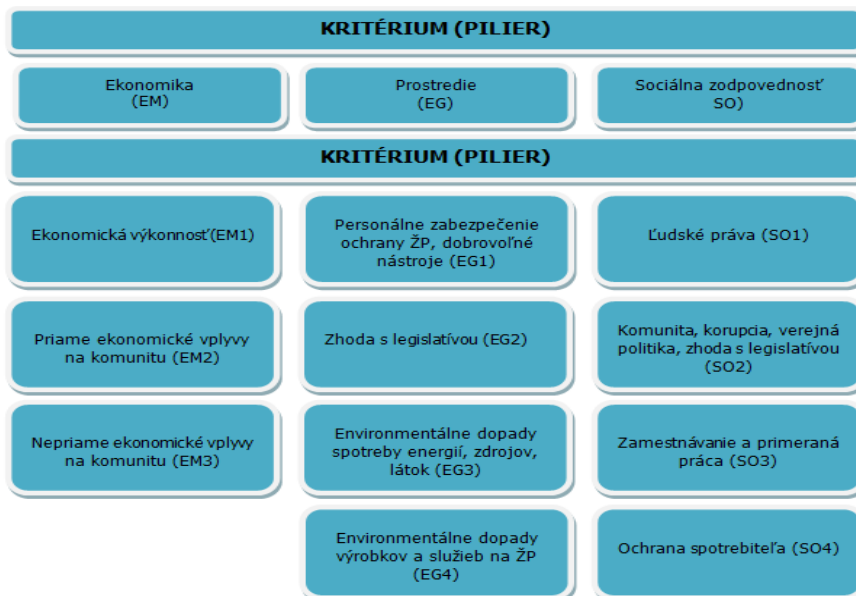 KRITÉRIUM (PILIER)
Ekonomika
(EM)
Prostredie
(EG)
Sociálna zodpovednosť
SO)
KRITÉRIUM (PILIER)
Ekonomická výkonnosť(EM1)
Personálne zabezpečenie
ochrany ŽP, dobrovoľné
nástroje (EG1)
Ľudské práva (SO1)
Priame ekonomické vplyvy
na komunitu (EM2)
Zhoda s legislatívou (EG2)
Komunita, korupcia, verejná
politika, zhoda s legislatívou
(SO2)
Nepriame ekonomické vplyvy
na komunitu (EM3)
Environmentálne dopady
spotreby energií, zdrojov,
látok (EG3)
Zamestnávanie a primeraná
práca (SO3)
Environmentálne dopady
výrobkov a služieb na ŽP
(EG4)
Ochrana spotrebiteľa (SO4)